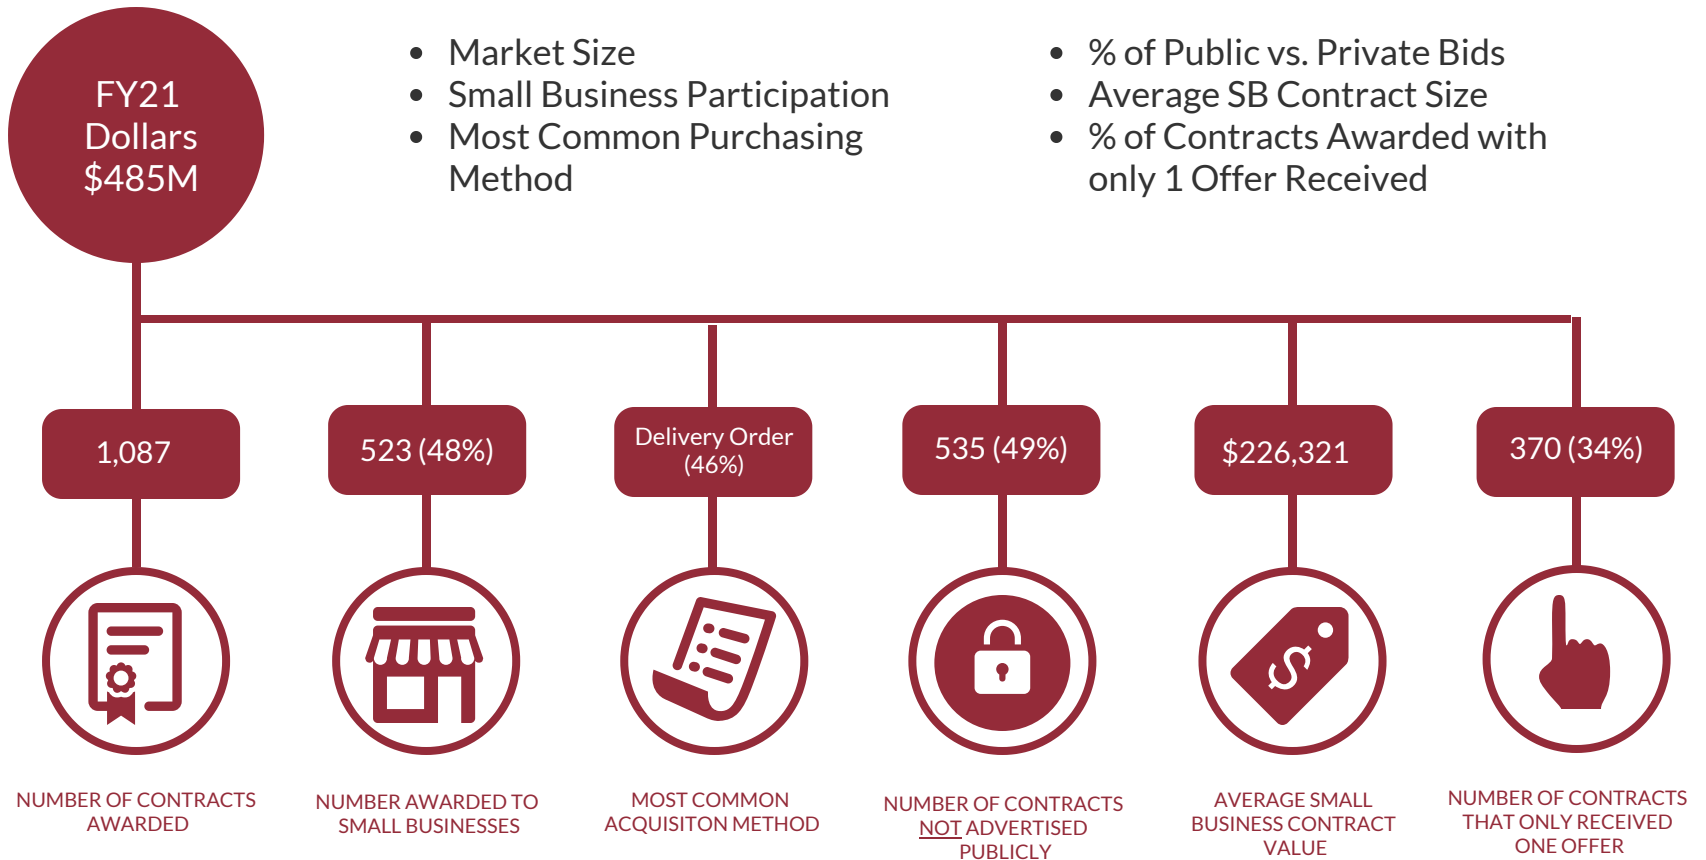 FY21
Dollars
$485M
• Market Size
• Small Business Participation
• Most Common Purchasing
Method
• % of Public vs. Private Bids
• Average SB Contract Size
• % of Contracts Awarded with
only 1 Offer Received
1,087
523 (48%)
Delivery Order
(46%)
535 (49%)
$226,321
370 (34%)
$
NUMBER OF CONTRACTS
AWARDED
NUMBER AWARDED TO
SMALL BUSINESSES
MOST COMMON
ACQUISITON METHOD
NUMBER OF CONTRACTS
NOT ADVERTISED
PUBLICLY
AVERAGE SMALL
BUSINESS CONTRACT
VALUE
NUMBER OF CONTRACTS
THAT ONLY RECEIVED
ONE OFFER